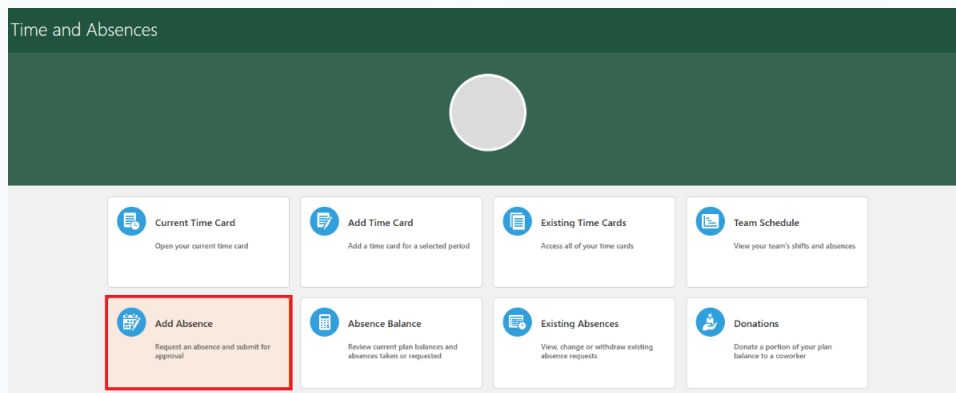 Time and Absences
Current Time Card
Open your current time card
Add Time Card
Add a time card for a selected period
Existing Time Cards
Access all of your time cards
Team Schedule
View your team's shifts and absences
Add Absence
Request an absence and submit for
approval
Absence Balance
Review current plan balances and
absences taken or requested
Existing Absences
View, change or withdraw existing
absence requests
Donations
Donate a portion of your plan
balance to a coworker